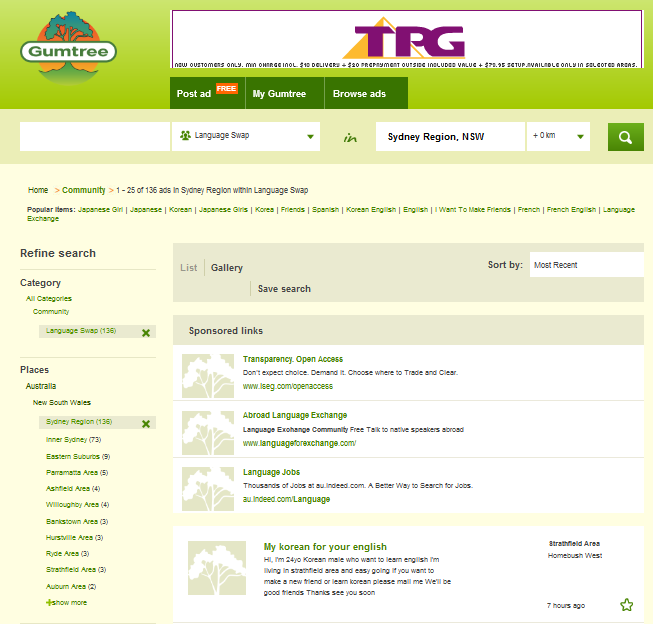 Gumtree
TPG
NEW CUSTOMERS ONLY. MIN CHARGE INCL. $10 DELIVERY + $20 PREPAYMENT OUTSIDE INCLUDED VALUE + $79.95 SETUP.AVAILABLE ONLY IN SELECTED AREAS.
Post ad FREE My Gumtree Browse ads
Language Swap in Sydney Region, NSW + 0 km
Home > Community > 1 - 25 of 136 ads in Sydney Region within Language Swap
Popular items: Japanese Girl | Japanese | Korean | Japanese Girls | Korea | Friends | Spanish | Korean English | English | I Want To Make Friends | French | French English | Language
Exchange
Refine search
Category
All Categories
Community
Language Swap (136)
Places
Australia
New South Wales
Sydney Region (136)
Inner Sydney (73)
Eastern Suburbs (9)
Parramatta Area (5)
Ashfield Area (4)
Willoughby Area (4)
Bankstown Area (3)
Hurstville Area (3)
Ryde Area (3)
Strathfield Area (3)
Auburn Area (2)
+show more
List Gallery
Sort by: Most Recent
Save search
Sponsored links
Transparency. Open Access
Don't expect choice. Demand it. Choose where to Trade and Clear.
www.lseg.com/openaccess
Abroad Language Exchange
Language Exchange Community Free Talk to native speakers abroad
www.languageforexchange.com/
Language Jobs
Thousands of Jobs at au.indeed.com. A Better Way to Search for Jobs.
au.indeed.com/Language
My korean for your english
Hi, I'm 24yo Korean male who want to learn english I'm
living in strathfield area and easy going if you want to
make a new friend or learn korean please mail me We'll be
good friends Thanks see you soon
Strathfield Area
Homebush West
7 hours ago